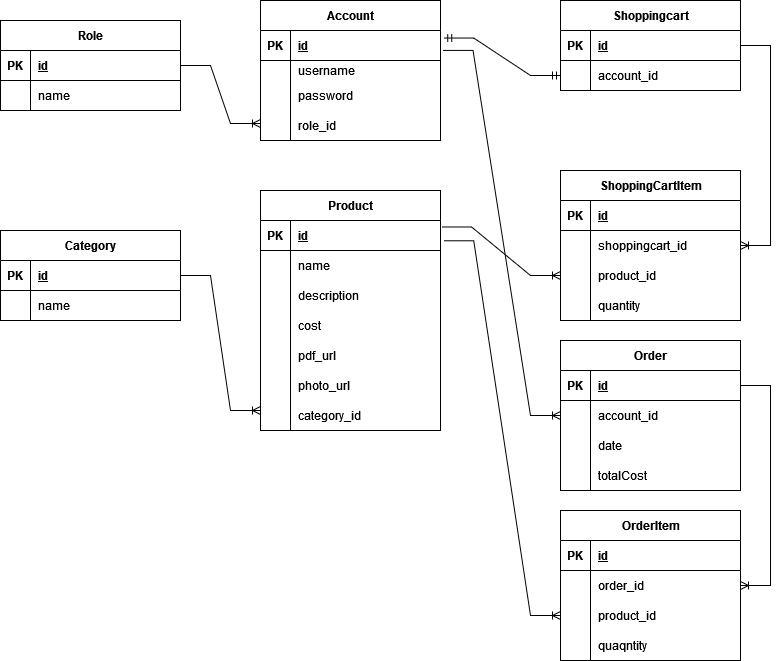 Role
PK id
name
Account
PK id
username
password
role_id
Shoppingcart
PK id
account_id
Category
PK id
name
Product
PK id
name
description
cost
pdf_url
photo_url
category_id
ShoppingCartItem
PK id
shoppingcart_id
product_id
quantity
Order
PK id
account_id
date
totalCost
OrderItem
PK id
order_id
product_id
quaqntity